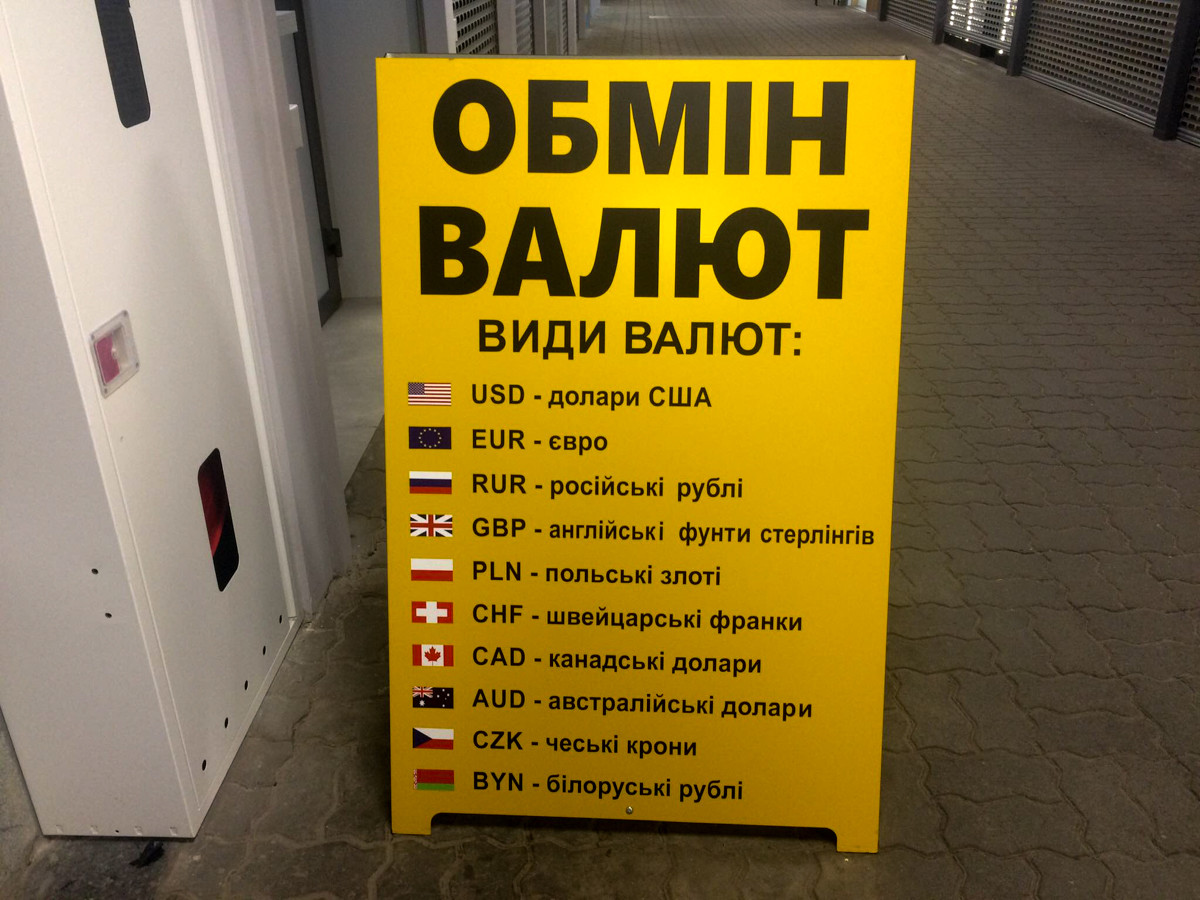 ОБМІН
ВАЛЮТ
ВИДИ ВАЛЮТ:
USD - долари США
EUR - євро
RUR - російські рублі
GBP - англійські фунти стерлінгів
PLN - польські злоті
CHF - швейцарські франки
CAD - канадські долари
AUD - австралійські долари
CZK - чеські крони
BYN - білоруські рублі